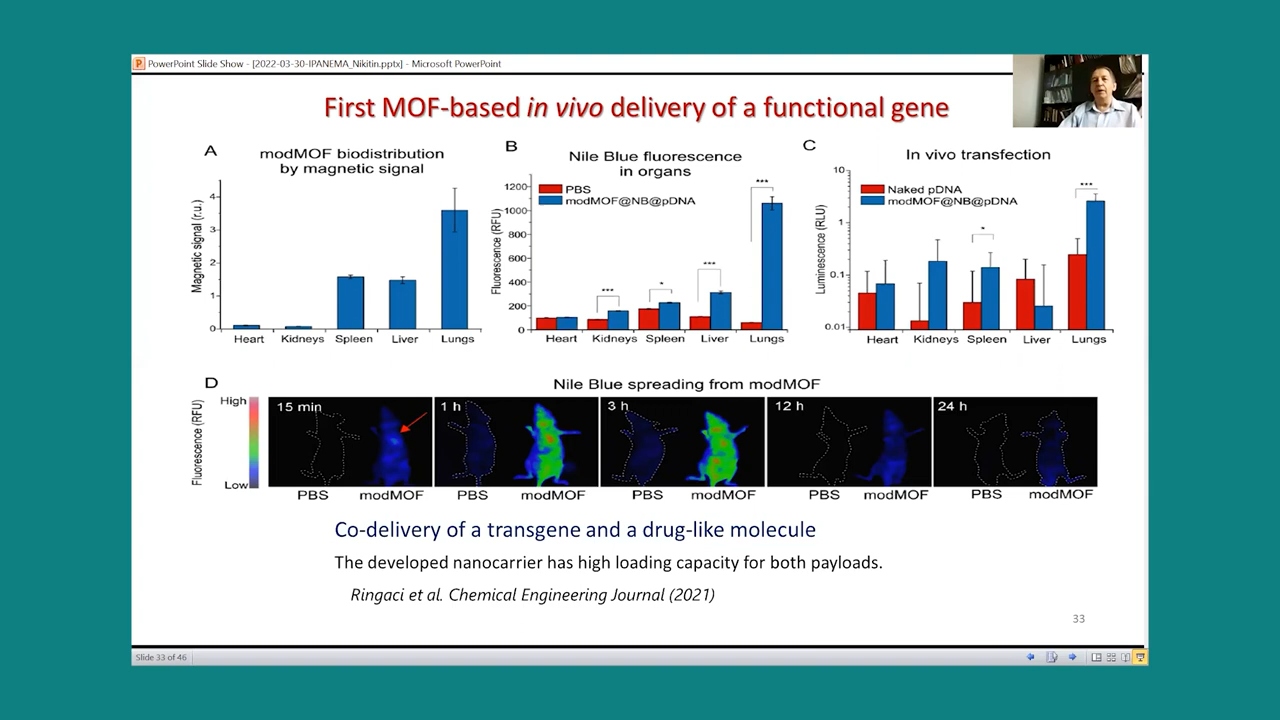 PowerPoint Slide Show - [2022-03-30-IPANEMA_Nikitin.pptx] - Microsoft PowerPoint
First MOF-based in vivo delivery of a functional gene
A
modMOF biodistribution
by magnetic signal
Magnetic signal (r.u.)
4
3
2
1
0
Heart Kidneys Spleen Liver Lungs
B
Nile Blue fluorescence
in organs
PBS
modMOF@NB@pDNA
Fluorescence (RFU)
1200
1000
800
600
400
200
0
***
*
***
***
Heart Kidneys Spleen Liver Lungs
C
In vivo transfection
Naked pDNA
modMOF@NB@pDNA
Luminescence (RLU)
10
1
0.1
0.01
*
***
Heart Kidneys Spleen Liver Lungs
D
Nile Blue spreading from modMOF
Fluorescence (RFU)
High
Low
15 min 1 h 3 h 12 h 24 h
PBS modMOF PBS modMOF PBS modMOF PBS modMOF PBS modMOF
Co-delivery of a transgene and a drug-like molecule
The developed nanocarrier has high loading capacity for both payloads.
Ringaci et al. Chemical Engineering Journal (2021)
33
Slide 33 of 46